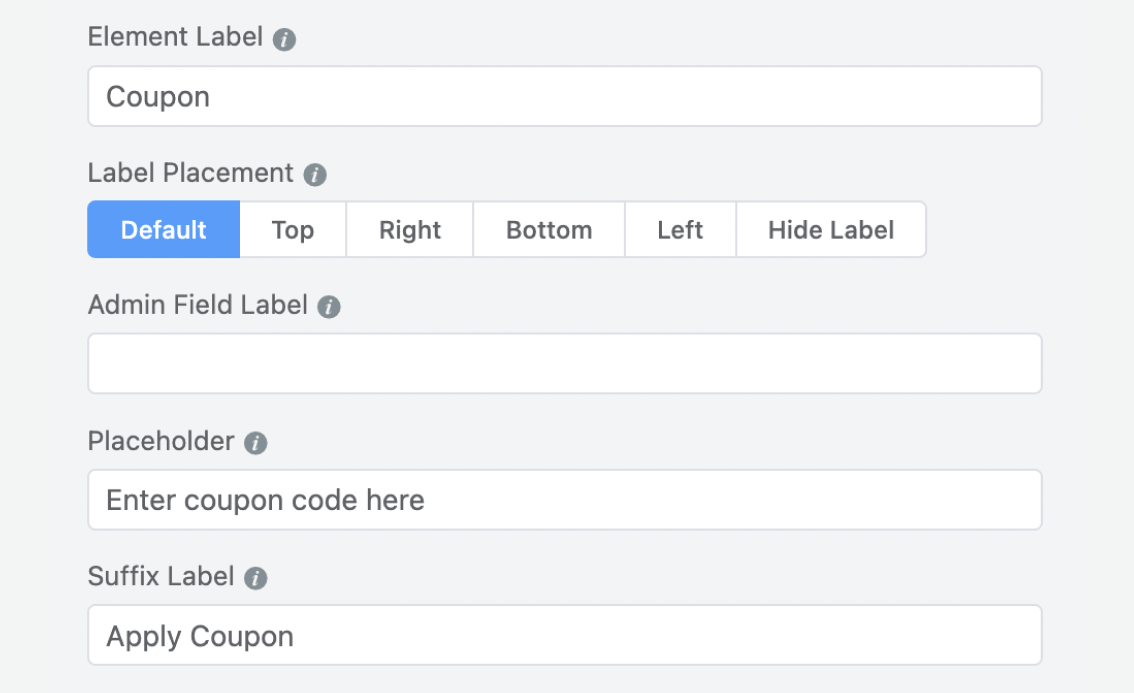 Element Label i
Coupon
Label Placement i
Default Top Right Bottom Left Hide Label
Admin Field Label i
Placeholder i
Enter coupon code here
Suffix Label i
Apply Coupon